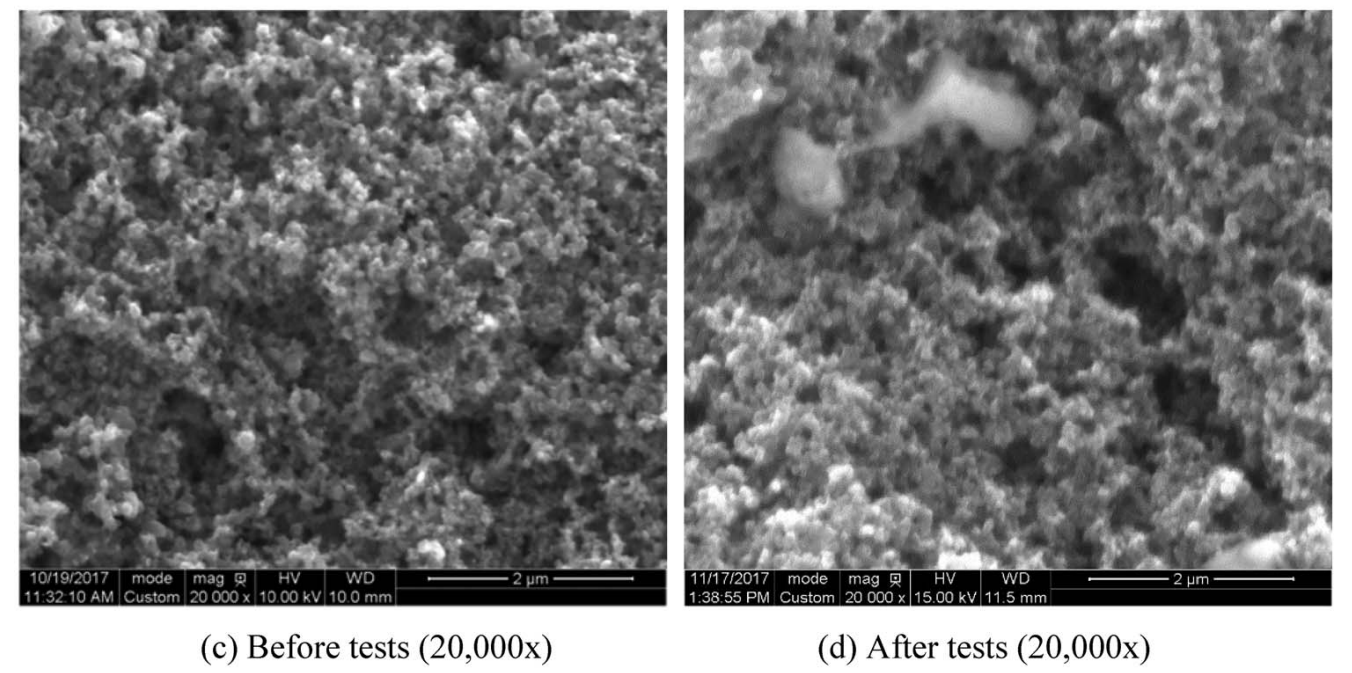 10/19/2017 mode mag HV WD 2 µm
11:32:10 AM Custom 20 000 x 10.00 kV 10.0 mm
11/17/2017 mode mag HV WD 2 µm
1:38:55 PM Custom 20 000 x 15.00 kV 11.5 mm
(c) Before tests (20,000x)
(d) After tests (20,000x)